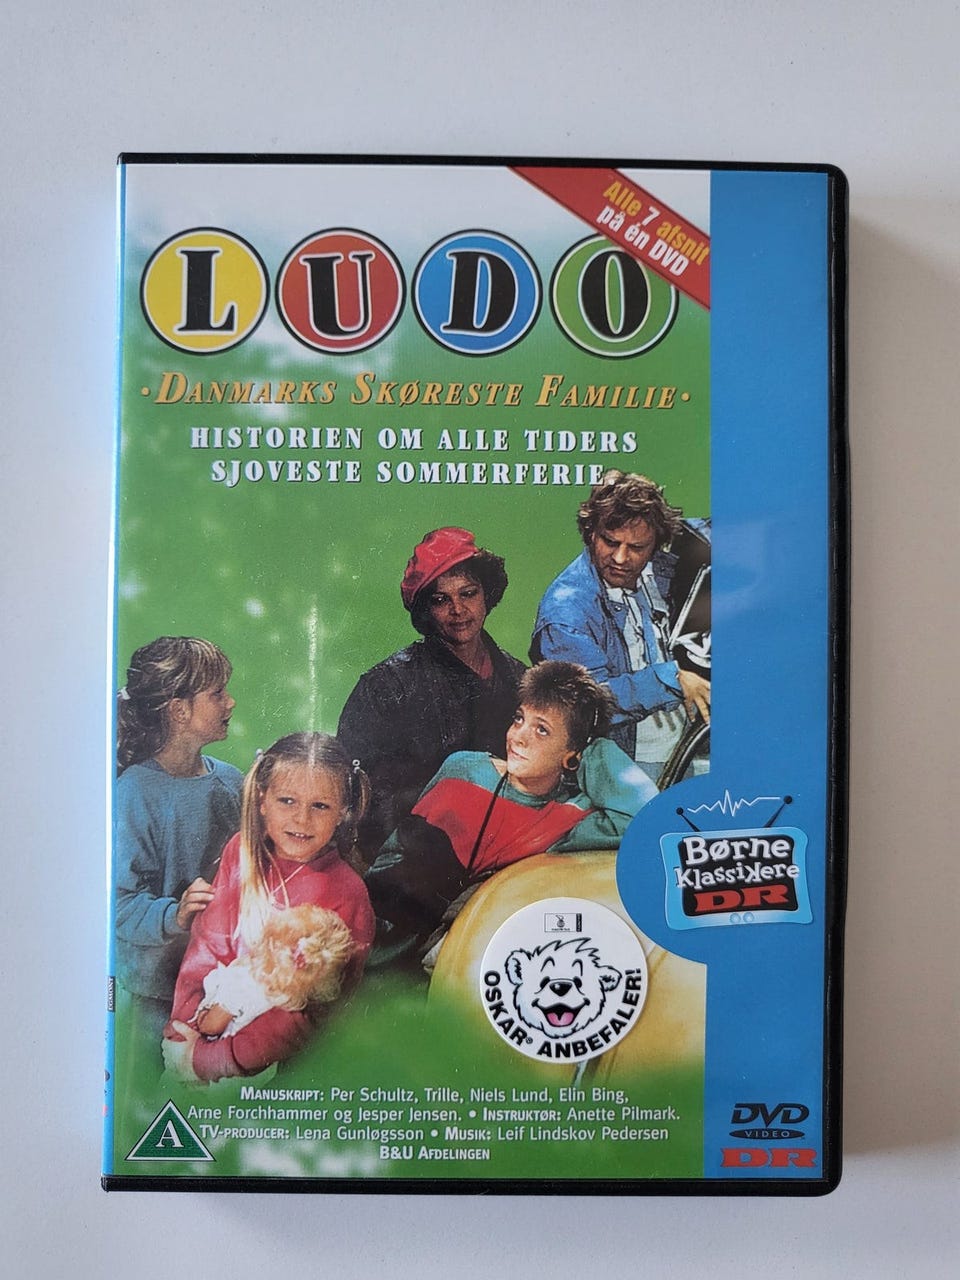 Alle 7 afsnit
på én DVD
LUDO
· DANMARKS SKØRESTE FAMILIE ·
HISTORIEN OM ALLE TIDERS
SJOVESTE SOMMERFERIE
Børne
Klassikere
DR
OSKAR® ANBEFALER!
MANUSKRIPT: Per Schultz, Trille, Niels Lund, Elin Bing,
Arne Forchhammer og Jesper Jensen. • INSTRUKTØR: Anette Pilmark.
TV-PRODUCER: Lena Gunløgsson • MUSIK: Leif Lindskov Pedersen
B&U AFDELINGEN
A
DVD
VIDEO
DR
EGMONT